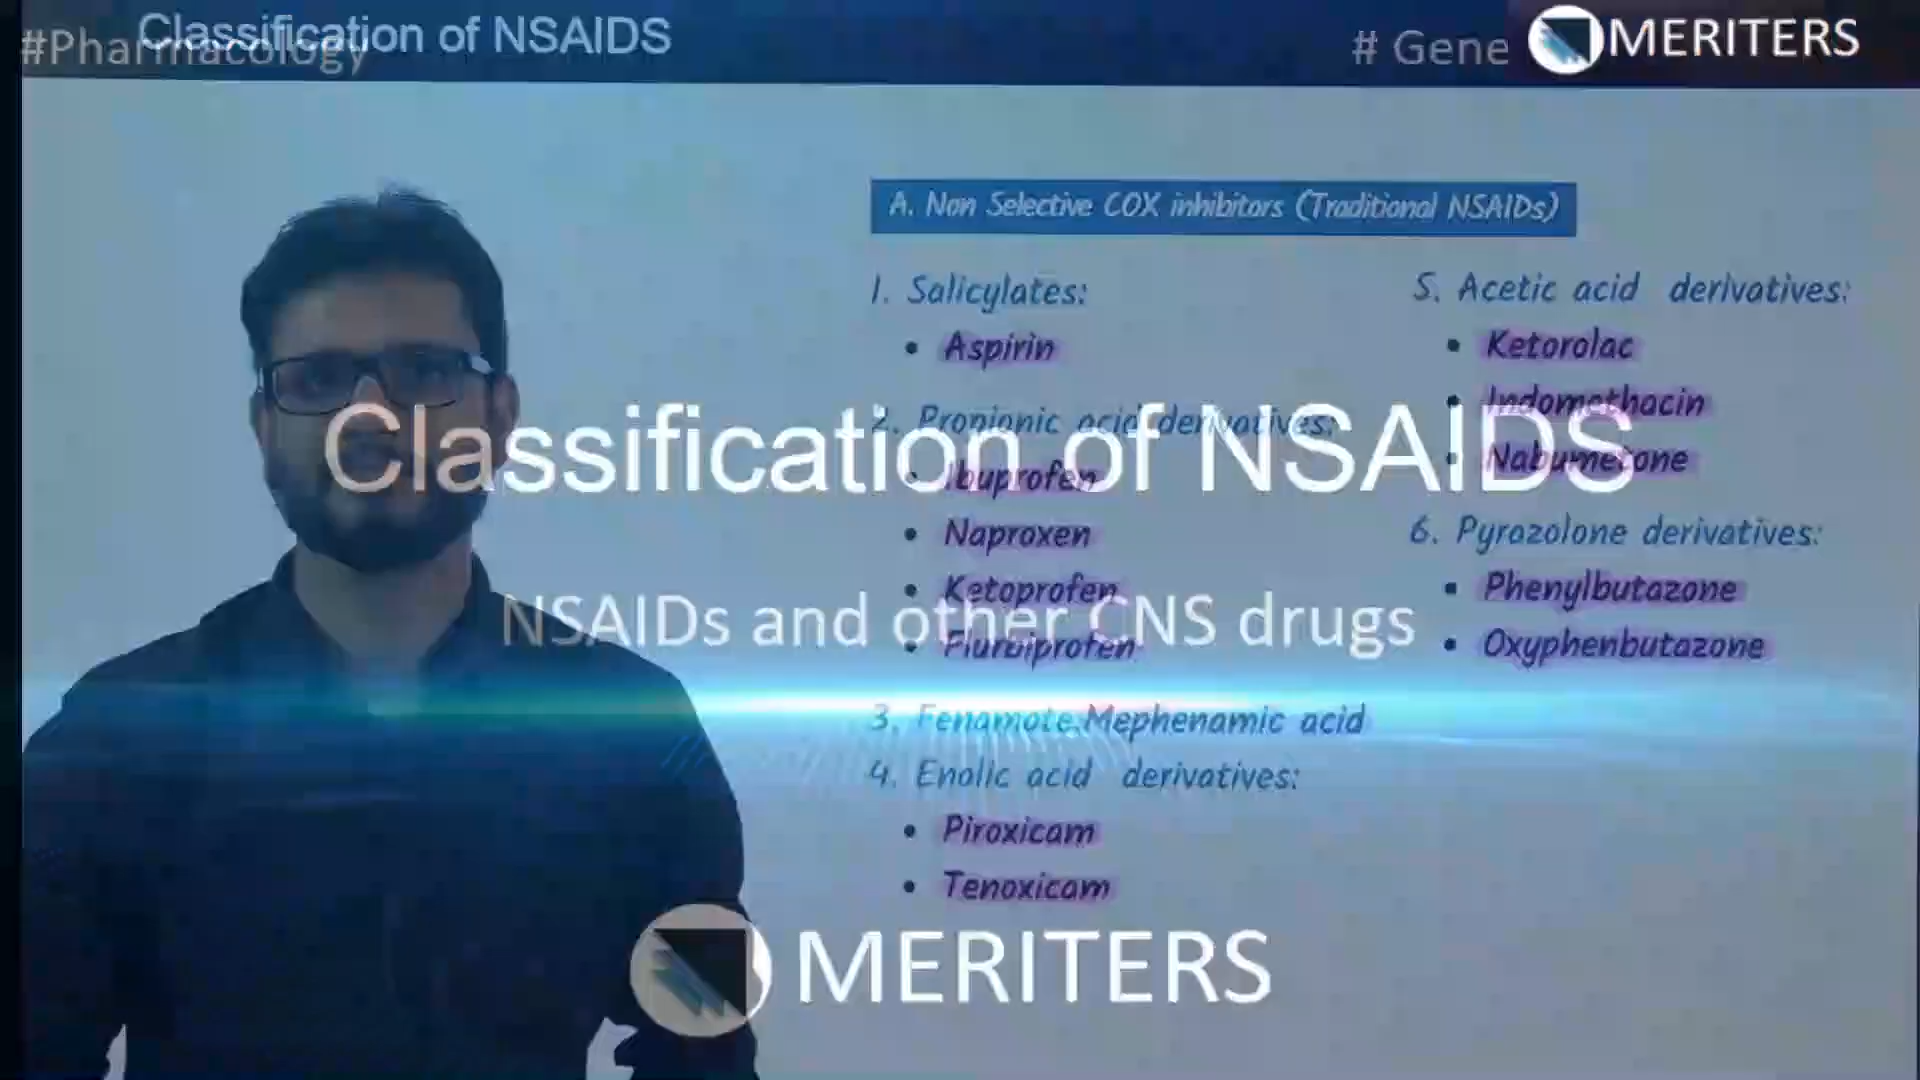 #Pharmacology
Classification of NSAIDS
# Gene
MERITERS
A. Non Selective COX inhibitors (Traditional NSAIDs)
1. Salicylates:
• Aspirin
2. Propionic acid derivatives:
• Ibuprofen
• Naproxen
• Ketoprofen
• Flurbiprofen
3. Fenamate:Mephenamic acid
4. Enolic acid derivatives:
• Piroxicam
• Tenoxicam
5. Acetic acid derivatives:
• Ketorolac
• Indomethacin
• Nabumetone
6. Pyrazolone derivatives:
• Phenylbutazone
• Oxyphenbutazone
Classification of NSAIDS
NSAIDs and other CNS drugs
MERITERS